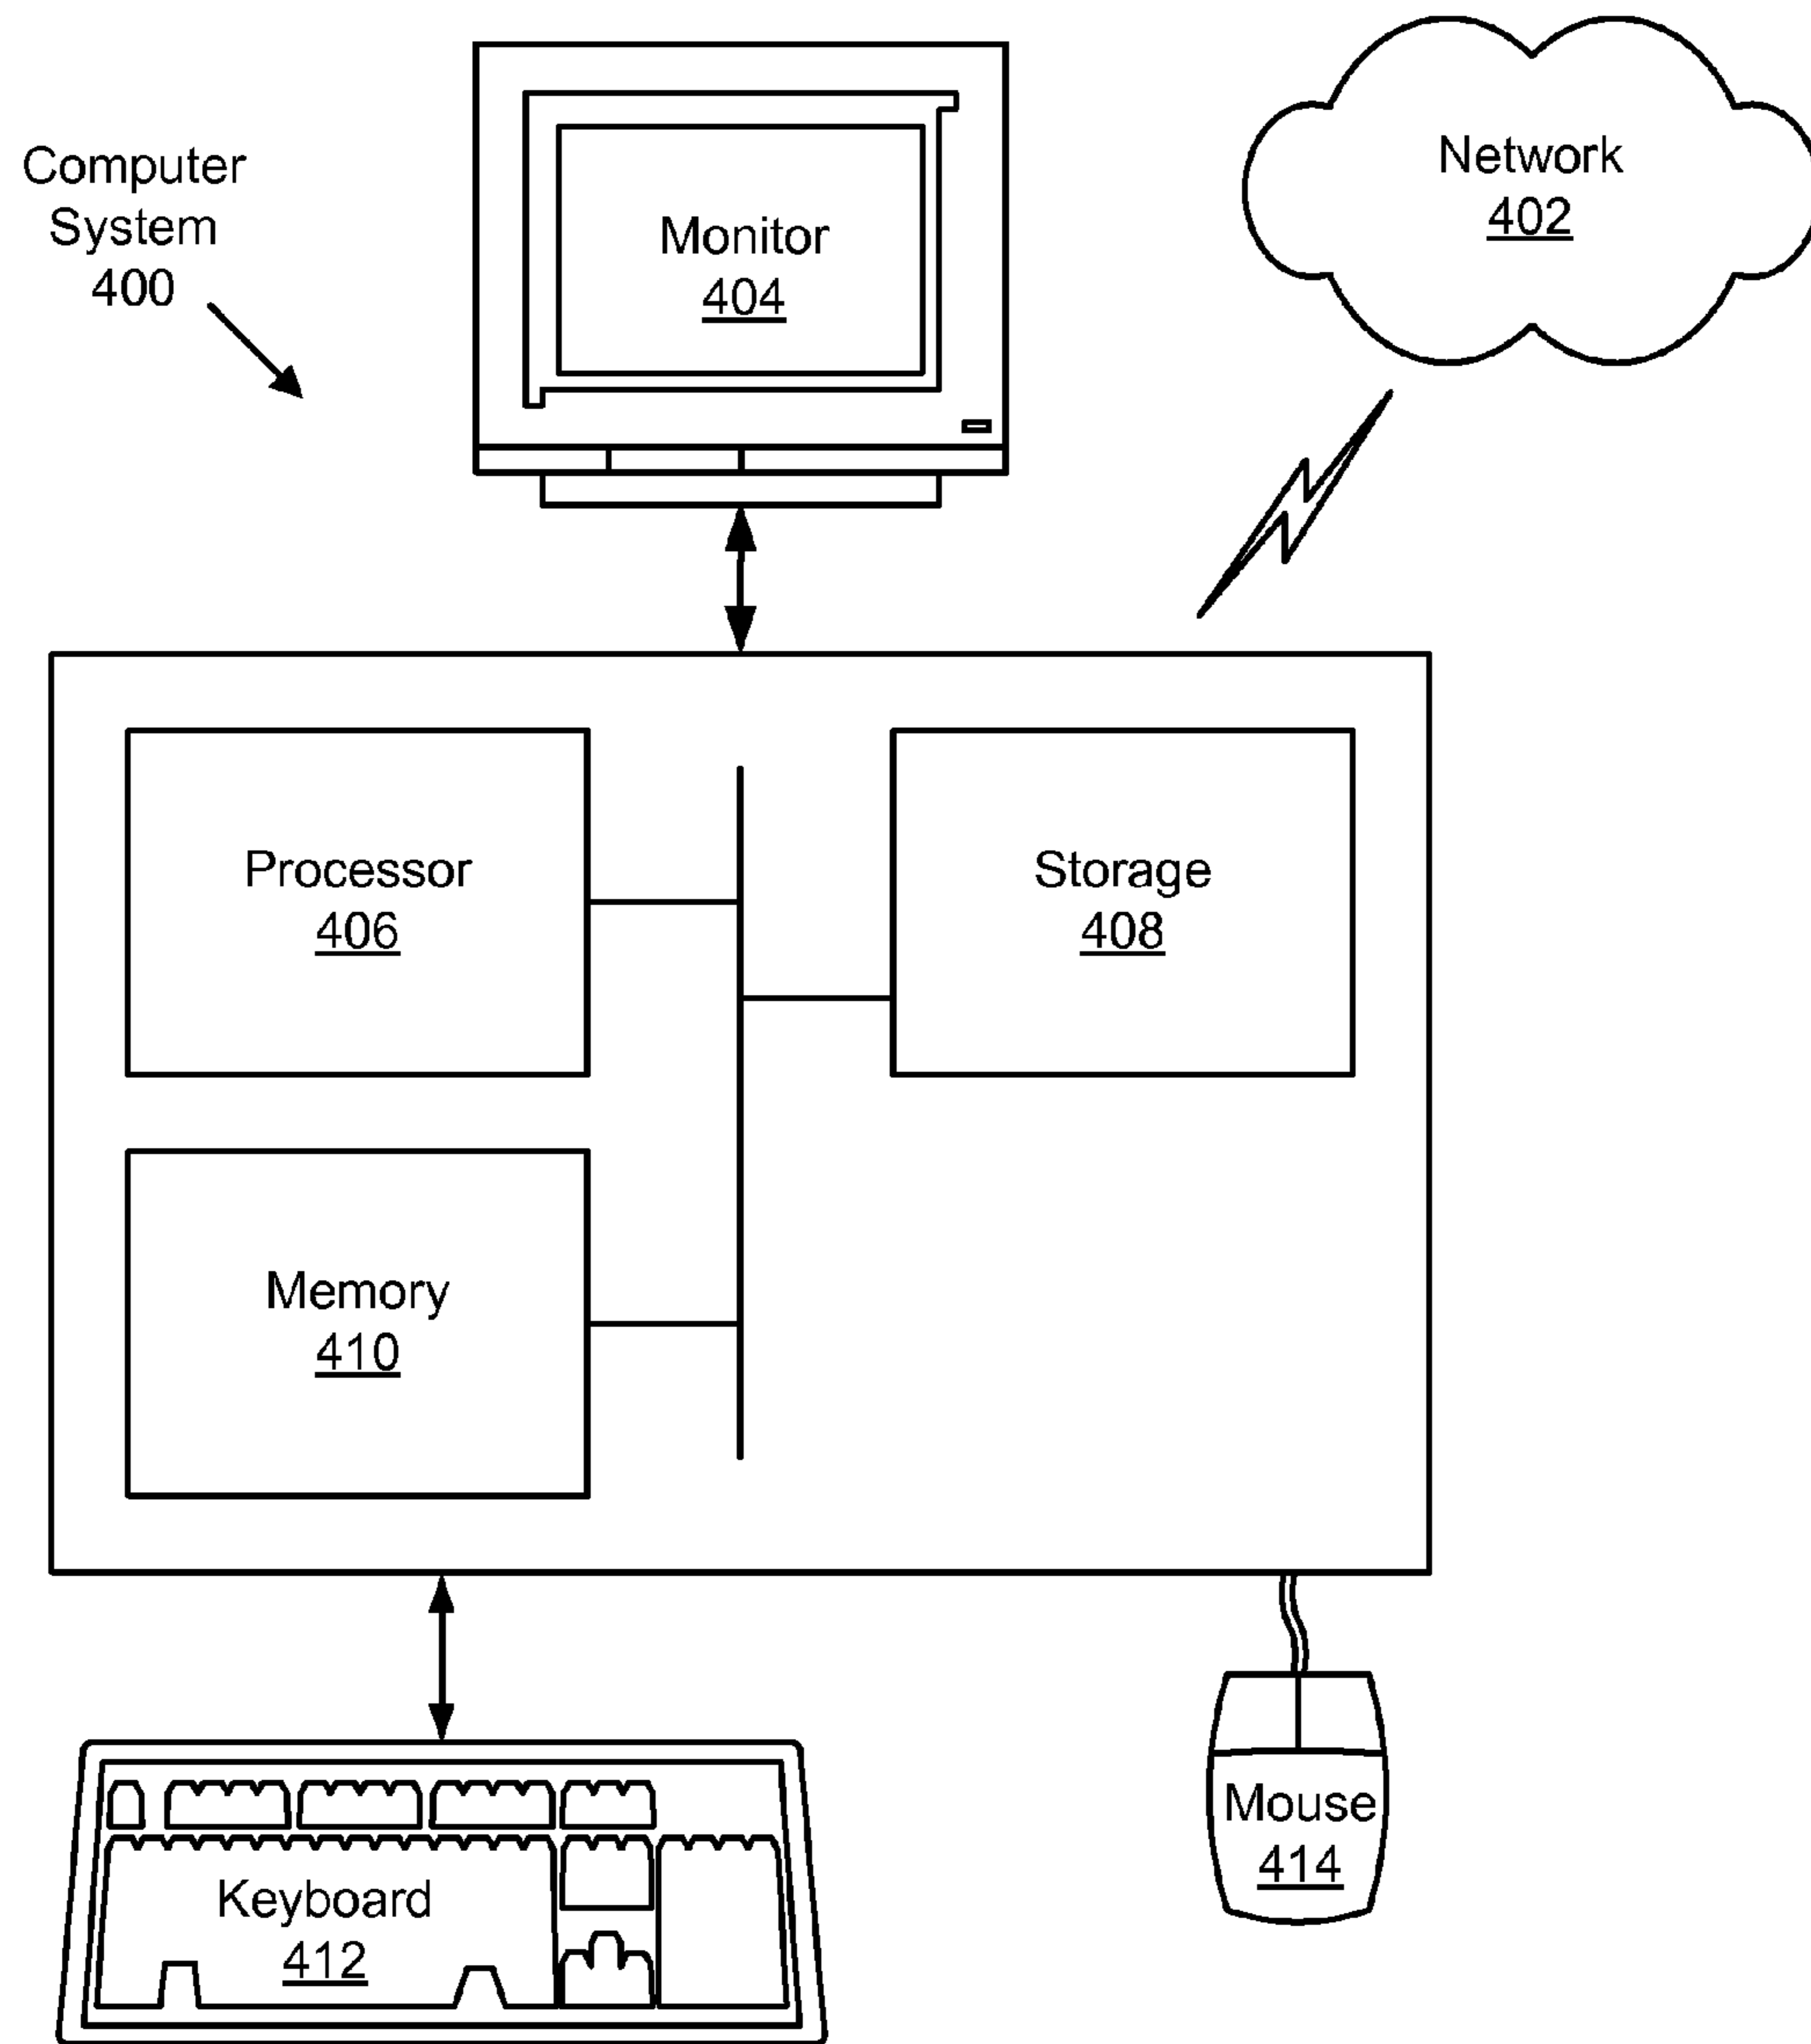 Computer
System
400
Monitor
404
Network
402
Processor
406
Storage
408
Memory
410
Keyboard
412
Mouse
414